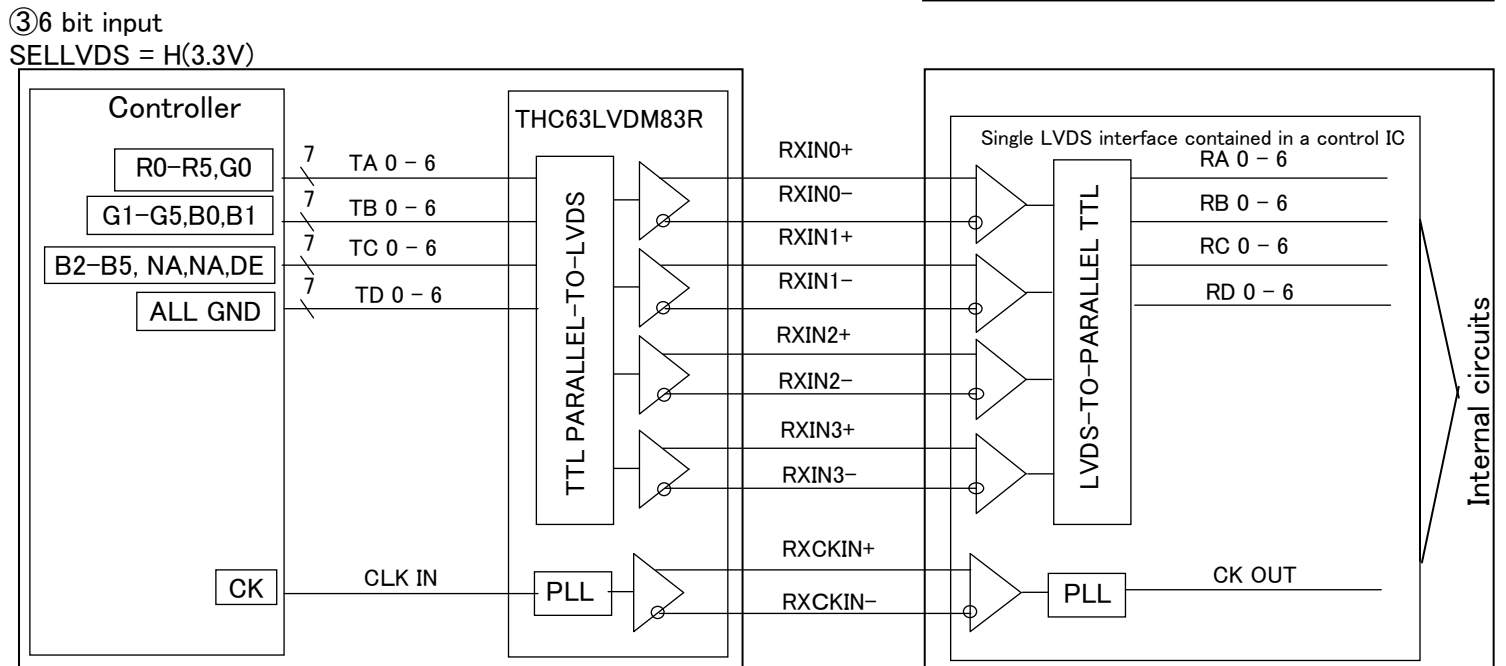 ③6 bit input
SELLVDS = H(3.3V)
Controller
R0-R5,G0
G1-G5,B0,B1
B2-B5, NA,NA,DE
ALL GND
CK
7
TA 0 - 6
7
TB 0 - 6
7
TC 0 - 6
7
TD 0 - 6
CLK IN
THC63LVDM83R
TTL PARALLEL-TO-LVDS
PLL
RXIN0+
RXIN0-
RXIN1+
RXIN1-
RXIN2+
RXIN2-
RXIN3+
RXIN3-
RXCKIN+
RXCKIN-
Single LVDS interface contained in a control IC
LVDS-TO-PARALLEL TTL
PLL
RA 0 - 6
RB 0 - 6
RC 0 - 6
RD 0 - 6
CK OUT
Internal circuits